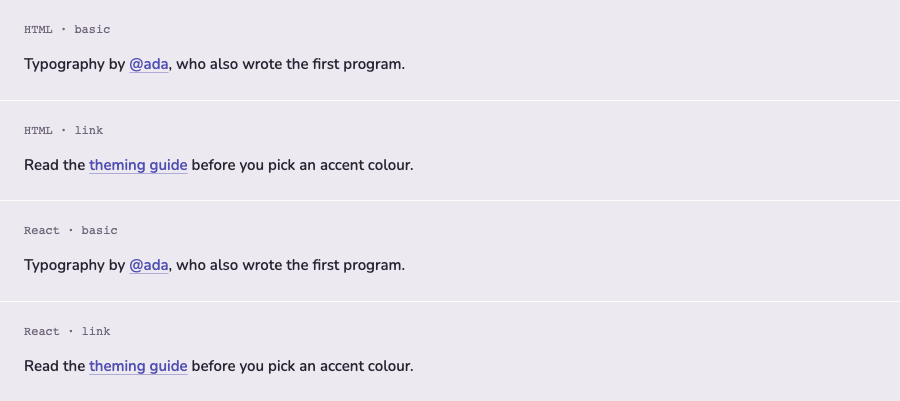 HTML · basic
Typography by @ada, who also wrote the first program.
HTML · link
Read the theming guide before you pick an accent colour.
React · basic
Typography by @ada, who also wrote the first program.
React · link
Read the theming guide before you pick an accent colour.